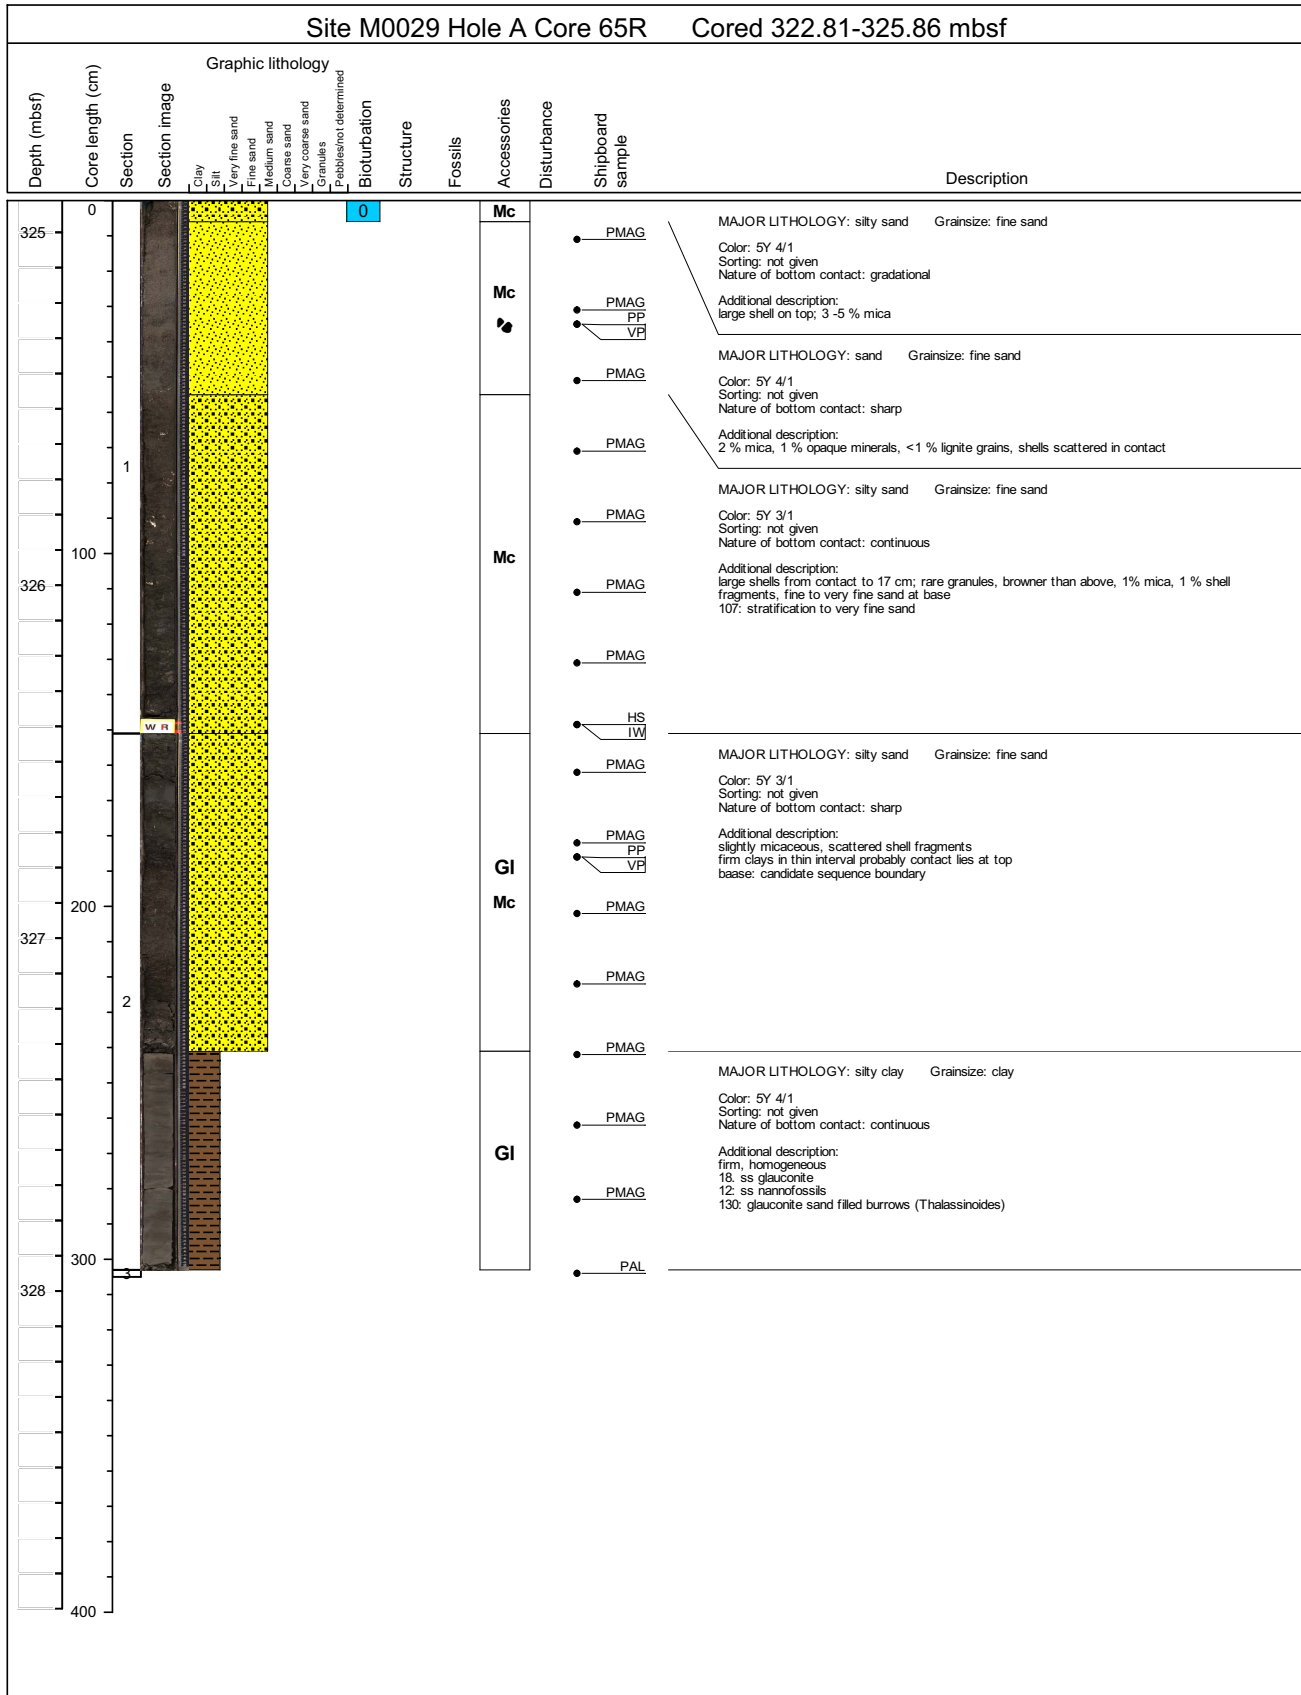 Site M0029 Hole A Core 65R Cored 322.81-325.86 mbsf
Graphic lithology
Depth (mbsf)
Core length (cm)
Section
Section image
Clay
Silt
Very fine sand
Fine sand
Medium sand
Coarse sand
Very coarse sand
Granules
Pebbles/not determined
Bioturbation
Structure
Fossils
Accessories
Disturbance
Shipboard
sample
Description
0
0
Mc
MAJOR LITHOLOGY: silty sand Grainsize: fine sand
325
PMAG
Color: 5Y 4/1
Sorting: not given
Nature of bottom contact: gradational
Mc
PMAG
Additional description:
large shell on top; 3 -5 % mica
PP
VP
MAJOR LITHOLOGY: sand Grainsize: fine sand
PMAG
Color: 5Y 4/1
Sorting: not given
Nature of bottom contact: sharp
Additional description:
2 % mica, 1 % opaque minerals, <1 % lignite grains, shells scattered in contact
PMAG
1
MAJOR LITHOLOGY: silty sand Grainsize: fine sand
PMAG
Color: 5Y 3/1
Sorting: not given
Nature of bottom contact: continuous
100
Mc
Additional description:
large shells from contact to 17 cm; rare granules, browner than above, 1% mica, 1 % shell
fragments, fine to very fine sand at base
107: stratification to very fine sand
326
PMAG
PMAG
W R
HS
IW
MAJOR LITHOLOGY: silty sand Grainsize: fine sand
PMAG
Color: 5Y 3/1
Sorting: not given
Nature of bottom contact: sharp
PMAG
Additional description:
slightly micaceous, scattered shell fragments
firm clays in thin interval probably contact lies at top
baase: candidate sequence boundary
PP
VP
Gl
Mc
200
PMAG
327
PMAG
2
PMAG
MAJOR LITHOLOGY: silty clay Grainsize: clay
Color: 5Y 4/1
Sorting: not given
Nature of bottom contact: continuous
PMAG
Gl
Additional description:
firm, homogeneous
18. ss glauconite
12: ss nannofossils
130: glauconite sand filled burrows (Thalassinoides)
PMAG
300
3
PAL
328
400